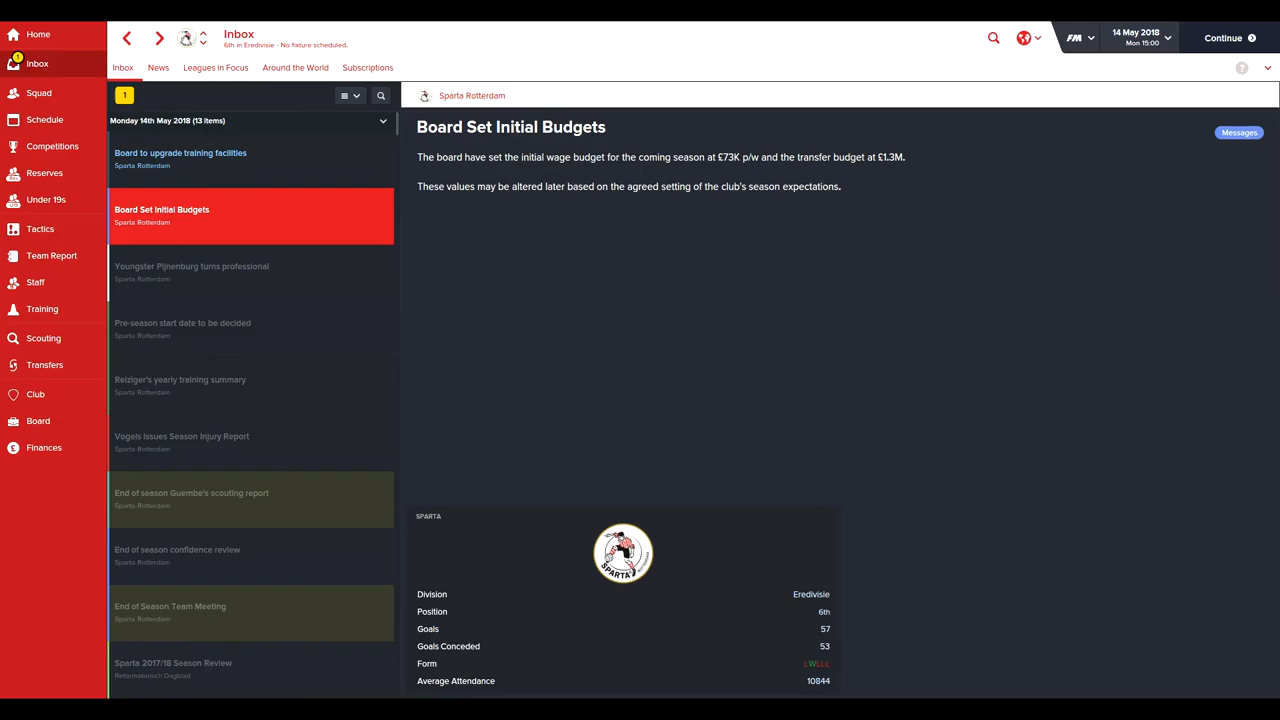 Home
1
Inbox
Squad
Schedule
Competitions
Reserves
Under 19s
Tactics
Team Report
Staff
Training
Scouting
Transfers
Club
Board
Finances
Inbox
6th in Eredivisie - No fixture scheduled.
FM
14 May 2018
Mon 15:00
Continue
Inbox News Leagues in Focus Around the World Subscriptions
?
1
Monday 14th May 2018 (13 items)
Board to upgrade training facilities
Sparta Rotterdam
Board Set Initial Budgets
Sparta Rotterdam
Youngster Pijnenburg turns professional
Sparta Rotterdam
Pre-season start date to be decided
Sparta Rotterdam
Reiziger's yearly training summary
Sparta Rotterdam
Vogels issues Season Injury Report
Sparta Rotterdam
End of season Guembe's scouting report
Sparta Rotterdam
End of season confidence review
Sparta Rotterdam
End of Season Team Meeting
Sparta Rotterdam
Sparta 2017/18 Season Review
Reformatorisch Dagblad
Sparta Rotterdam
Board Set Initial Budgets
Messages
The board have set the initial wage budget for the coming season at £73K p/w and the transfer budget at £1.3M.
These values may be altered later based on the agreed setting of the club's season expectations.
SPARTA
SPARTA ROTTERDAM
Division Eredivisie
Position 6th
Goals 57
Goals Conceded 53
Form LWLLL
Average Attendance 10844